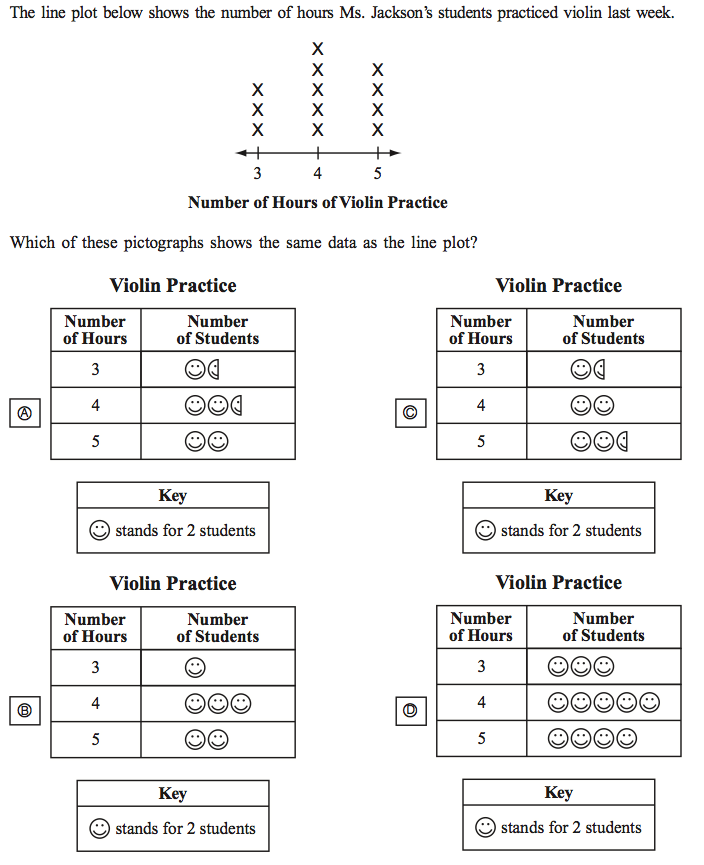 The line plot below shows the number of hours Ms. Jackson’s students practiced violin last week.
X
X X
X X X
X X X
X X X
3 4 5
Number of Hours of Violin Practice
Which of these pictographs shows the same data as the line plot?
Violin Practice
Number of Hours
Number of Students
3
4
5
A
Key
stands for 2 students
Violin Practice
Number of Hours
Number of Students
3
4
5
C
Key
stands for 2 students
Violin Practice
Number of Hours
Number of Students
3
4
5
B
Key
stands for 2 students
Violin Practice
Number of Hours
Number of Students
3
4
5
D
Key
stands for 2 students